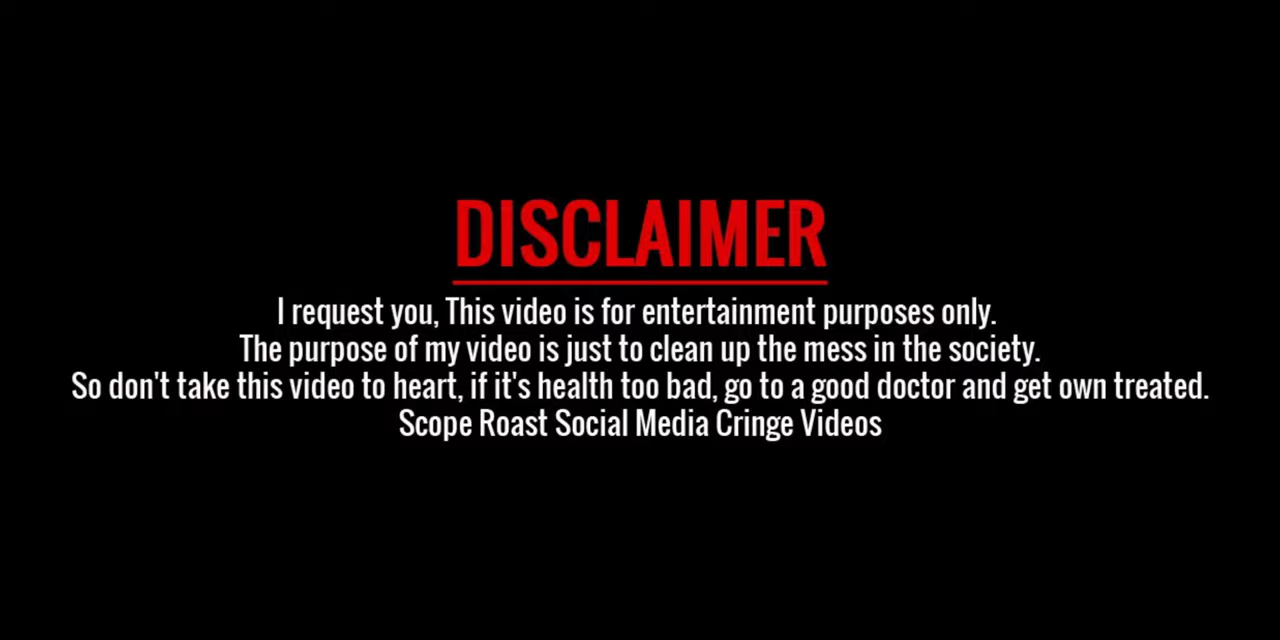 DISCLAIMER
I request you, This video is for entertainment purposes only.
The purpose of my video is just to clean up the mess in the society.
So don't take this video to heart, if it's health too bad, go to a good doctor and get own treated.
Scope Roast Social Media Cringe Videos